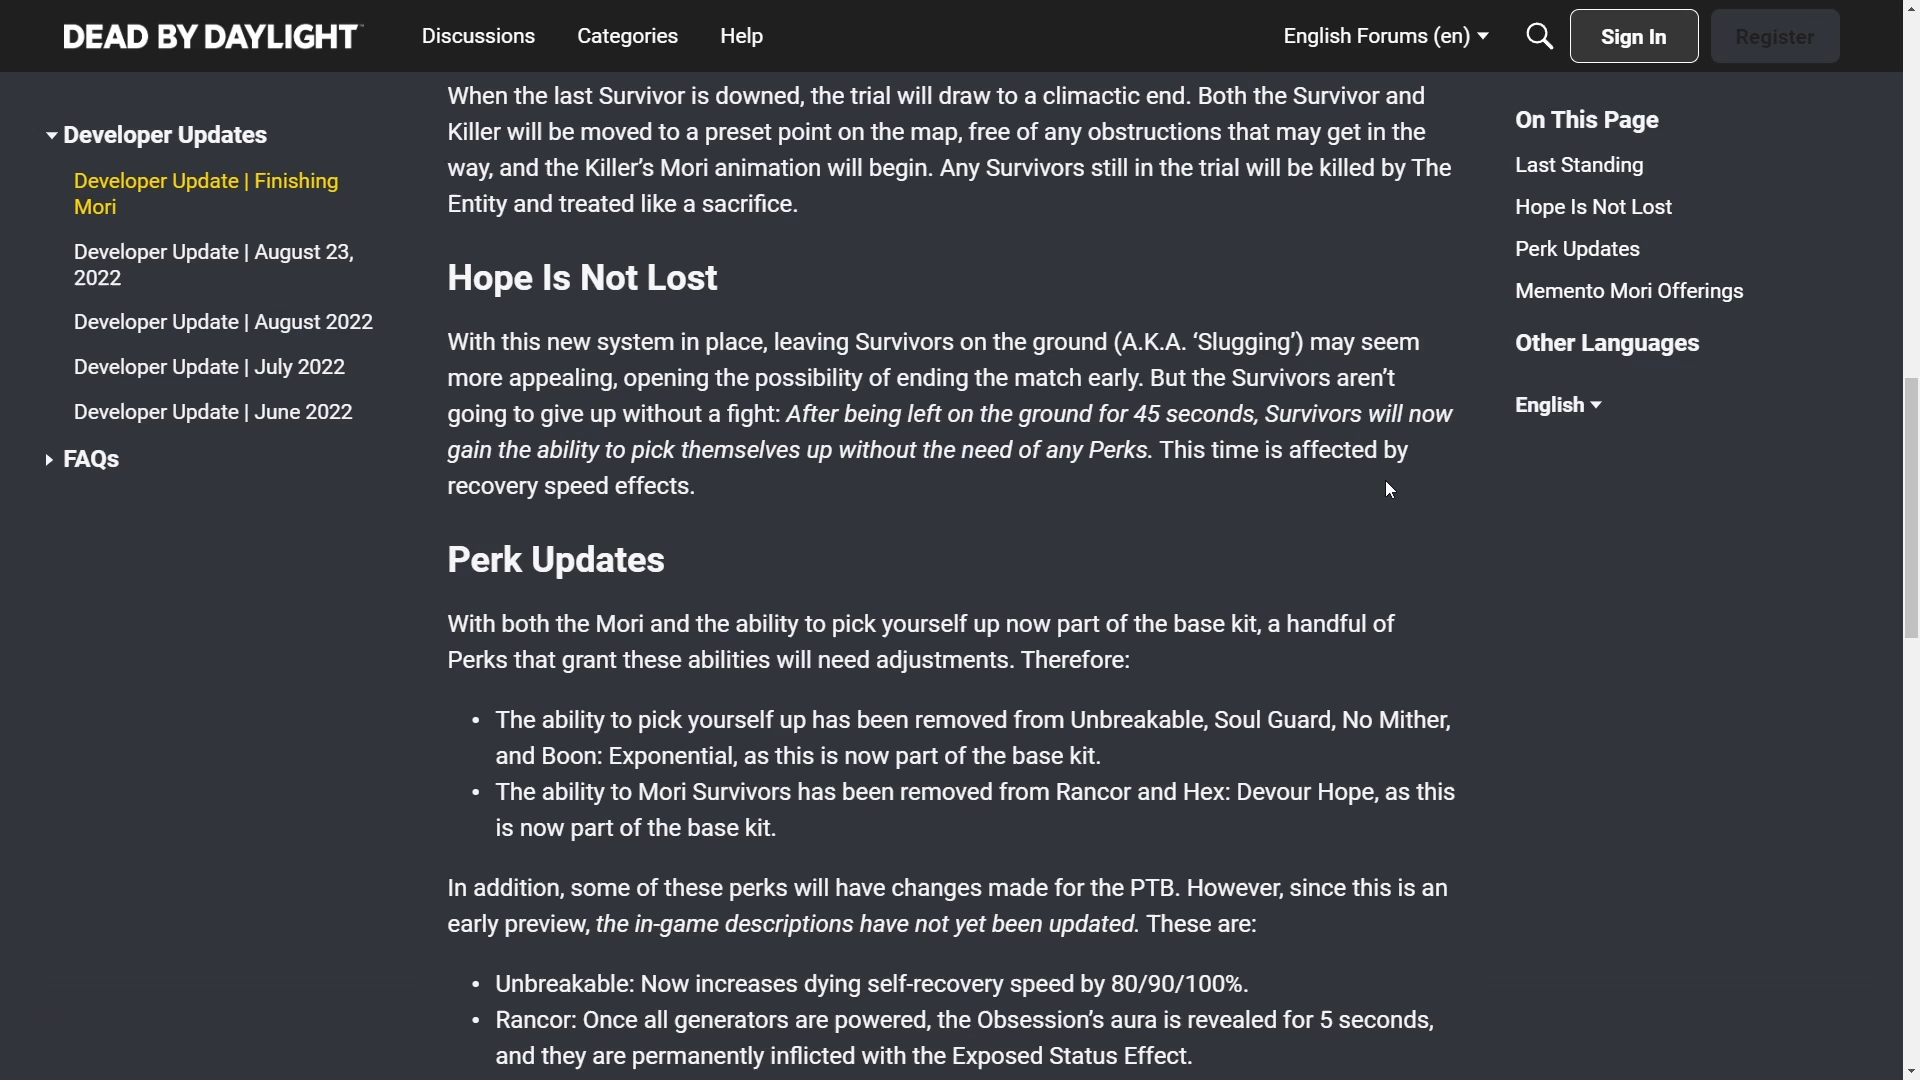 DEAD BY DAYLIGHT
Discussions
Categories
Help
English Forums (en)
Sign In
Register
Developer Updates
Developer Update | Finishing
Mori
Developer Update | August 23,
2022
Developer Update | August 2022
Developer Update | July 2022
Developer Update | June 2022
FAQs
When the last Survivor is downed, the trial will draw to a climactic end. Both the Survivor and
Killer will be moved to a preset point on the map, free of any obstructions that may get in the
way, and the Killer’s Mori animation will begin. Any Survivors still in the trial will be killed by The
Entity and treated like a sacrifice.
Hope Is Not Lost
With this new system in place, leaving Survivors on the ground (A.K.A. ‘Slugging’) may seem
more appealing, opening the possibility of ending the match early. But the Survivors aren’t
going to give up without a fight: After being left on the ground for 45 seconds, Survivors will now
gain the ability to pick themselves up without the need of any Perks. This time is affected by
recovery speed effects.
Perk Updates
With both the Mori and the ability to pick yourself up now part of the base kit, a handful of
Perks that grant these abilities will need adjustments. Therefore:
• The ability to pick yourself up has been removed from Unbreakable, Soul Guard, No Mither,
and Boon: Exponential, as this is now part of the base kit.
• The ability to Mori Survivors has been removed from Rancor and Hex: Devour Hope, as this
is now part of the base kit.
In addition, some of these perks will have changes made for the PTB. However, since this is an
early preview, the in-game descriptions have not yet been updated. These are:
• Unbreakable: Now increases dying self-recovery speed by 80/90/100%.
• Rancor: Once all generators are powered, the Obsession’s aura is revealed for 5 seconds,
and they are permanently inflicted with the Exposed Status Effect.
On This Page
Last Standing
Hope Is Not Lost
Perk Updates
Memento Mori Offerings
Other Languages
English